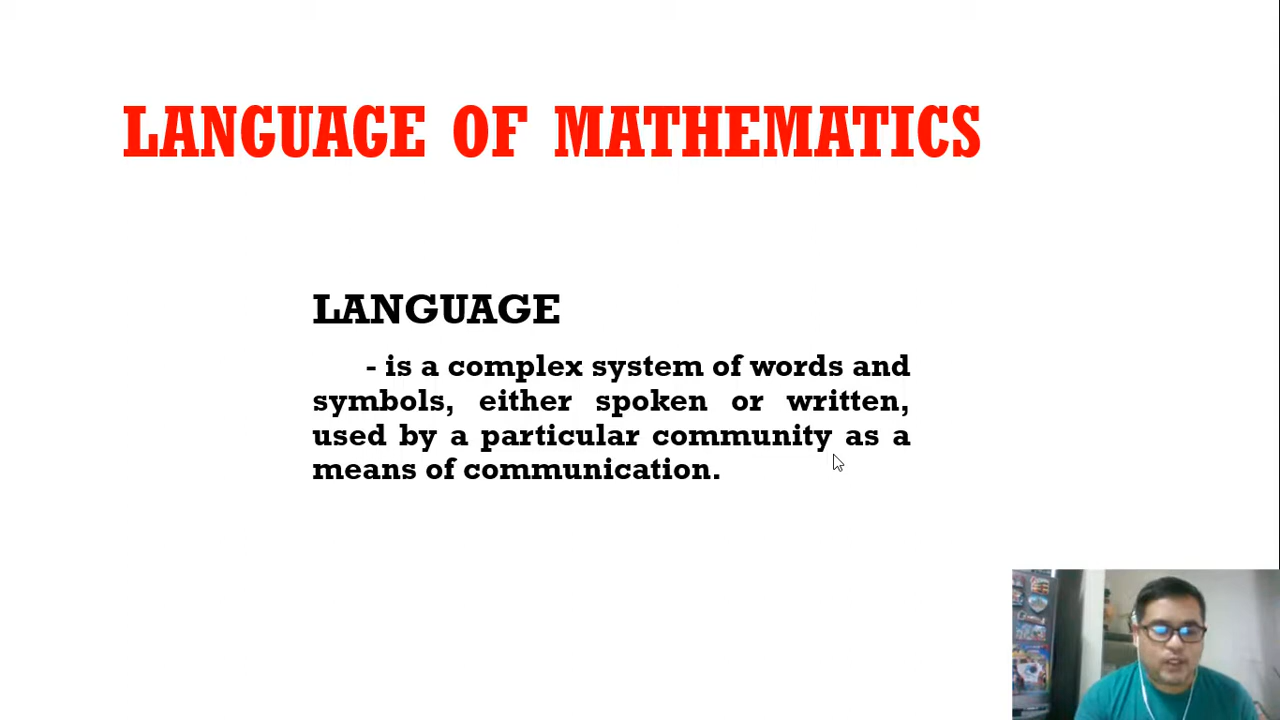 LANGUAGE OF MATHEMATICS
LANGUAGE
- is a complex system of words and
symbols, either spoken or written,
used by a particular community as a
means of communication.